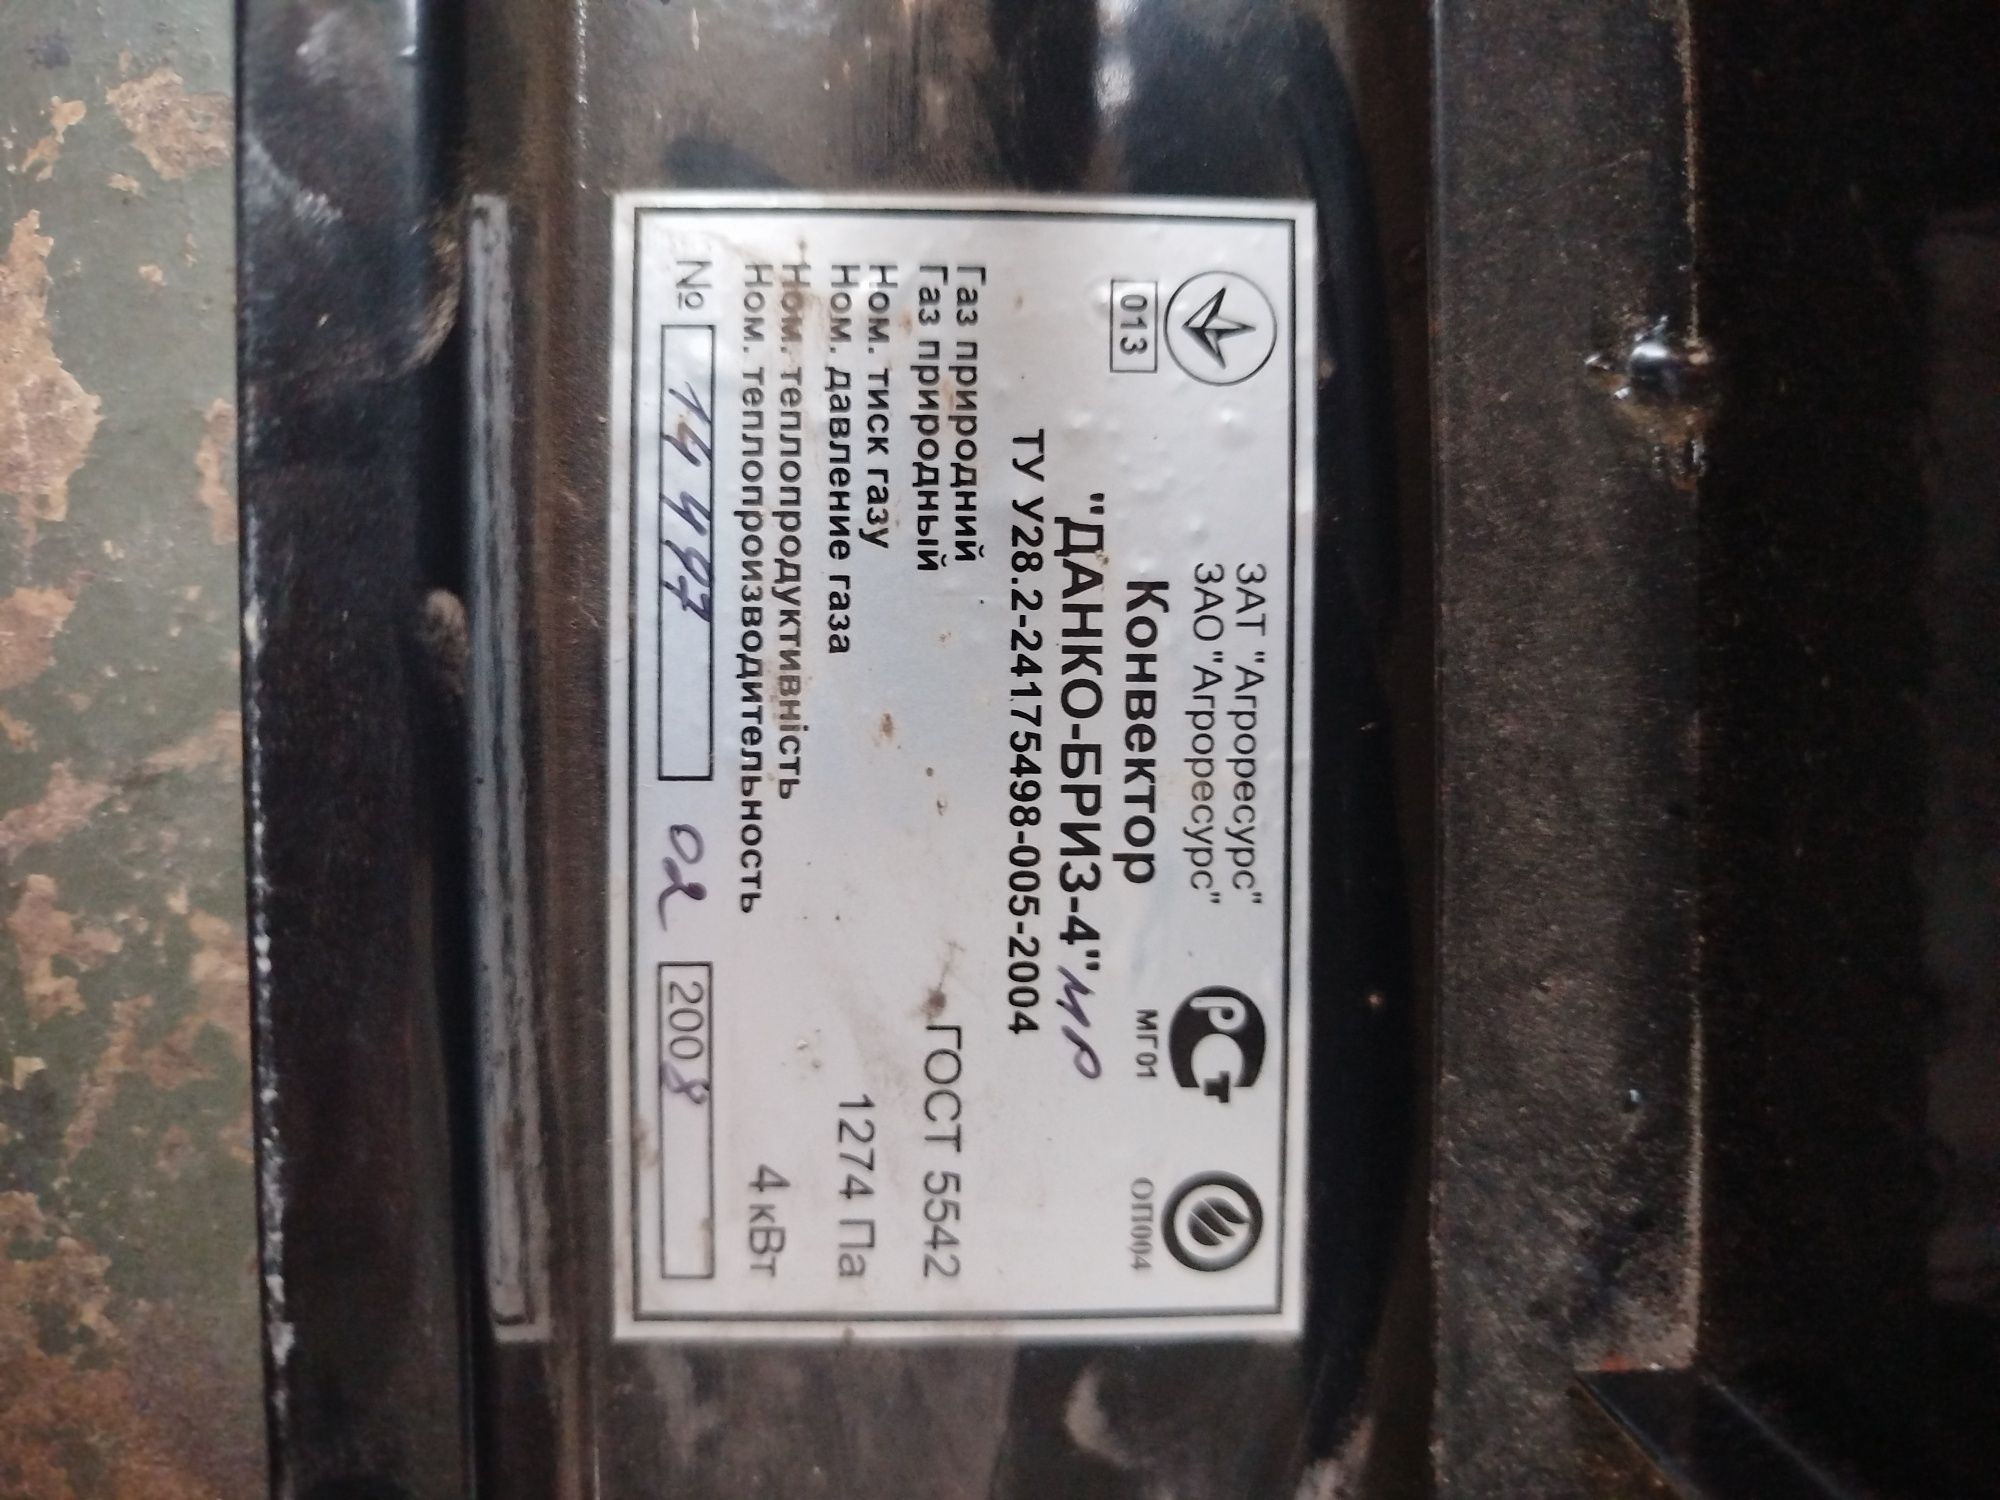 ЗАТ "Агроресурс"
ЗАО "Агроресурс"
013
Конвектор
РСТ
МГ01
ОП004
"ДАНКО-БРИЗ-4" МР
ТУ У28.2-24175498-005-2004
Газ природний
Газ природный ГОСТ 5542
Ном. тиск газу
Ном. давление газа 1274 Па
Ном. теплопродуктивність
Ном. теплопроизводительность 4 кВт
№ 14497 02 2008